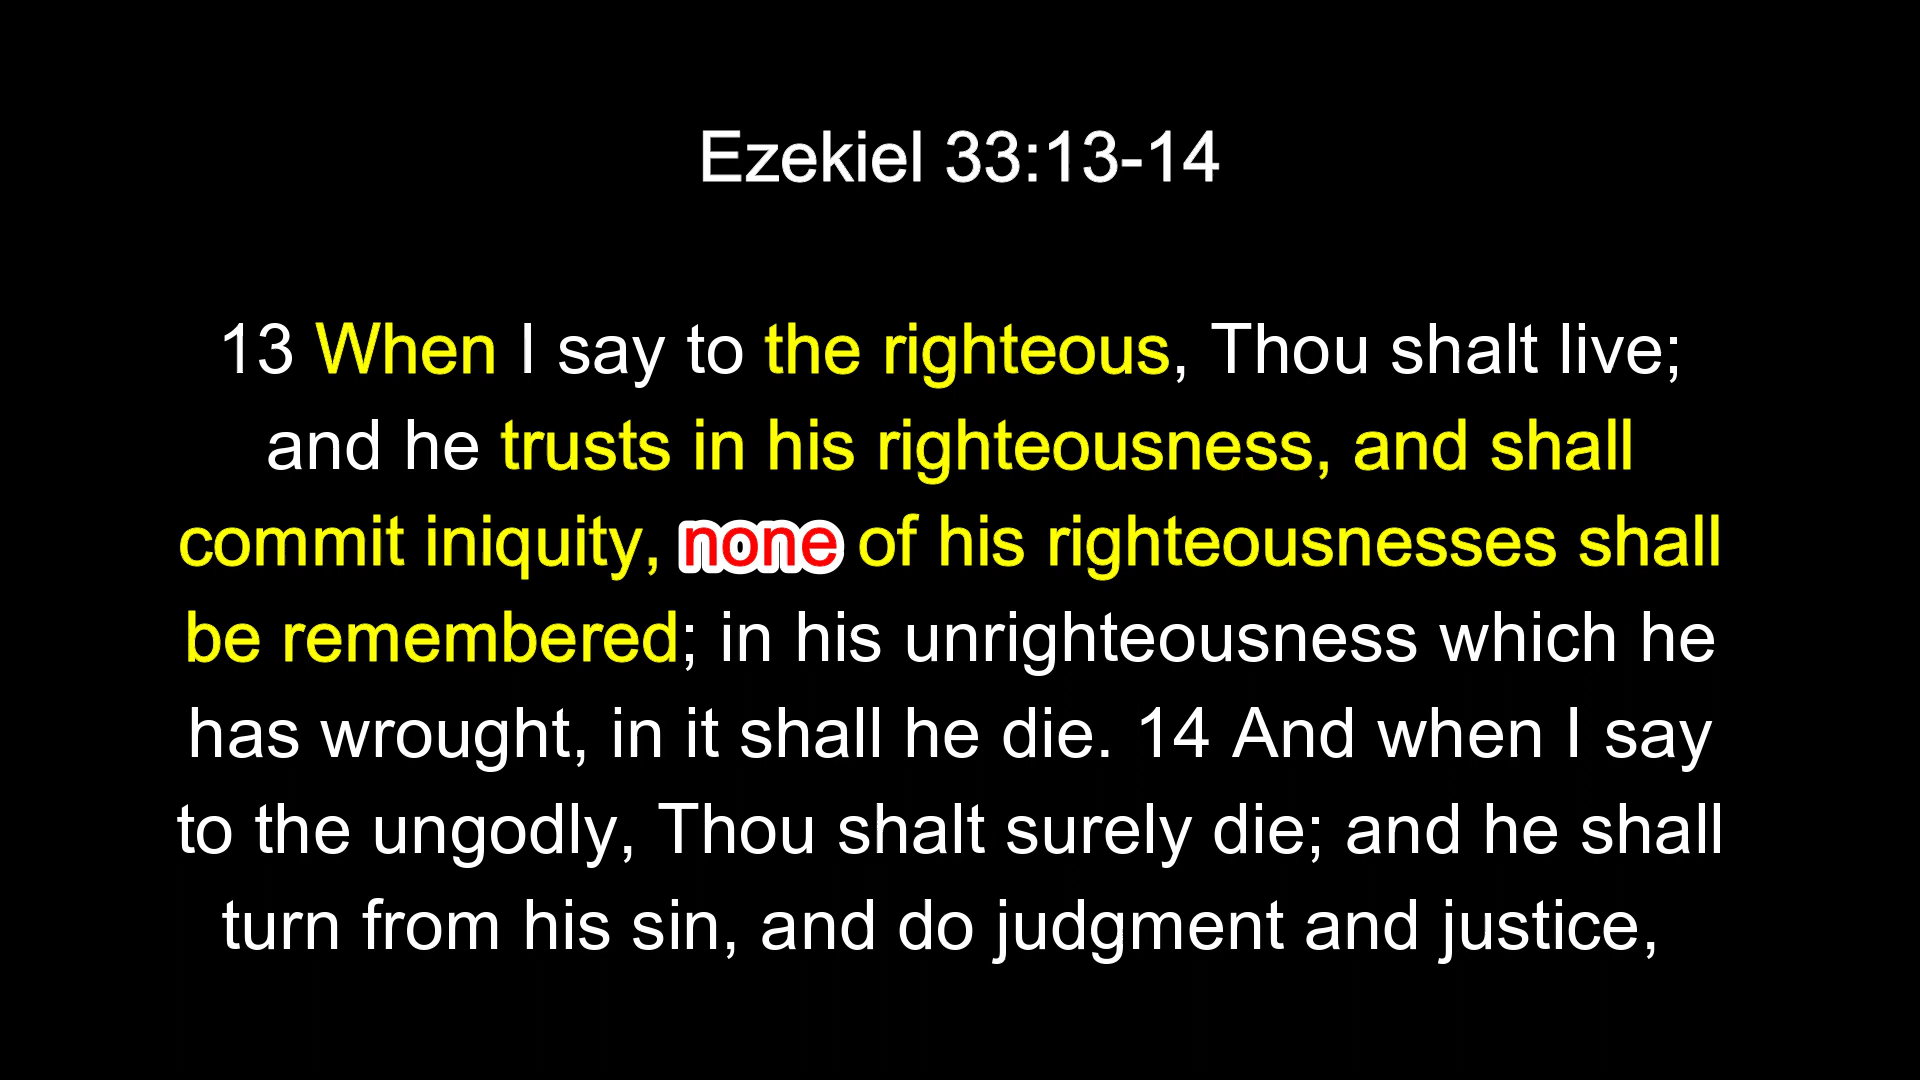 Ezekiel 33:13-14
13 When I say to the righteous, Thou shalt live;
and he trusts in his righteousness, and shall
commit iniquity, none of his righteousnesses shall
be remembered; in his unrighteousness which he
has wrought, in it shall he die. 14 And when I say
to the ungodly, Thou shalt surely die; and he shall
turn from his sin, and do judgment and justice,